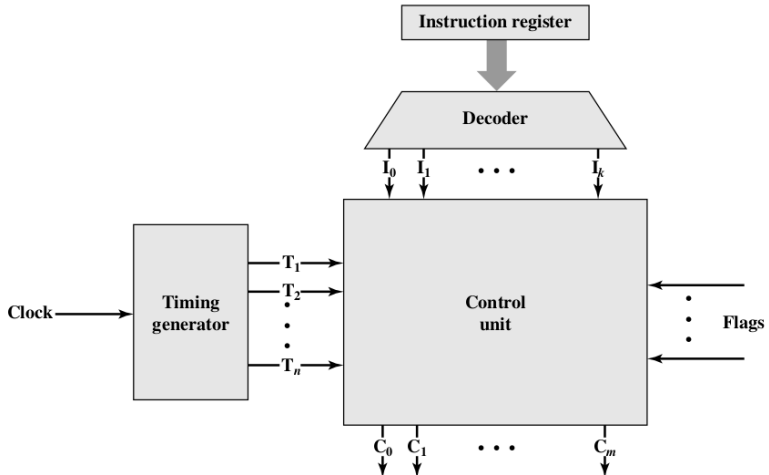 Instruction register
Decoder
I0 I1 • • • Ik
T1
T2
Tn
Clock
Timing
generator
Control
unit
Flags
C0 C1 • • • Cm